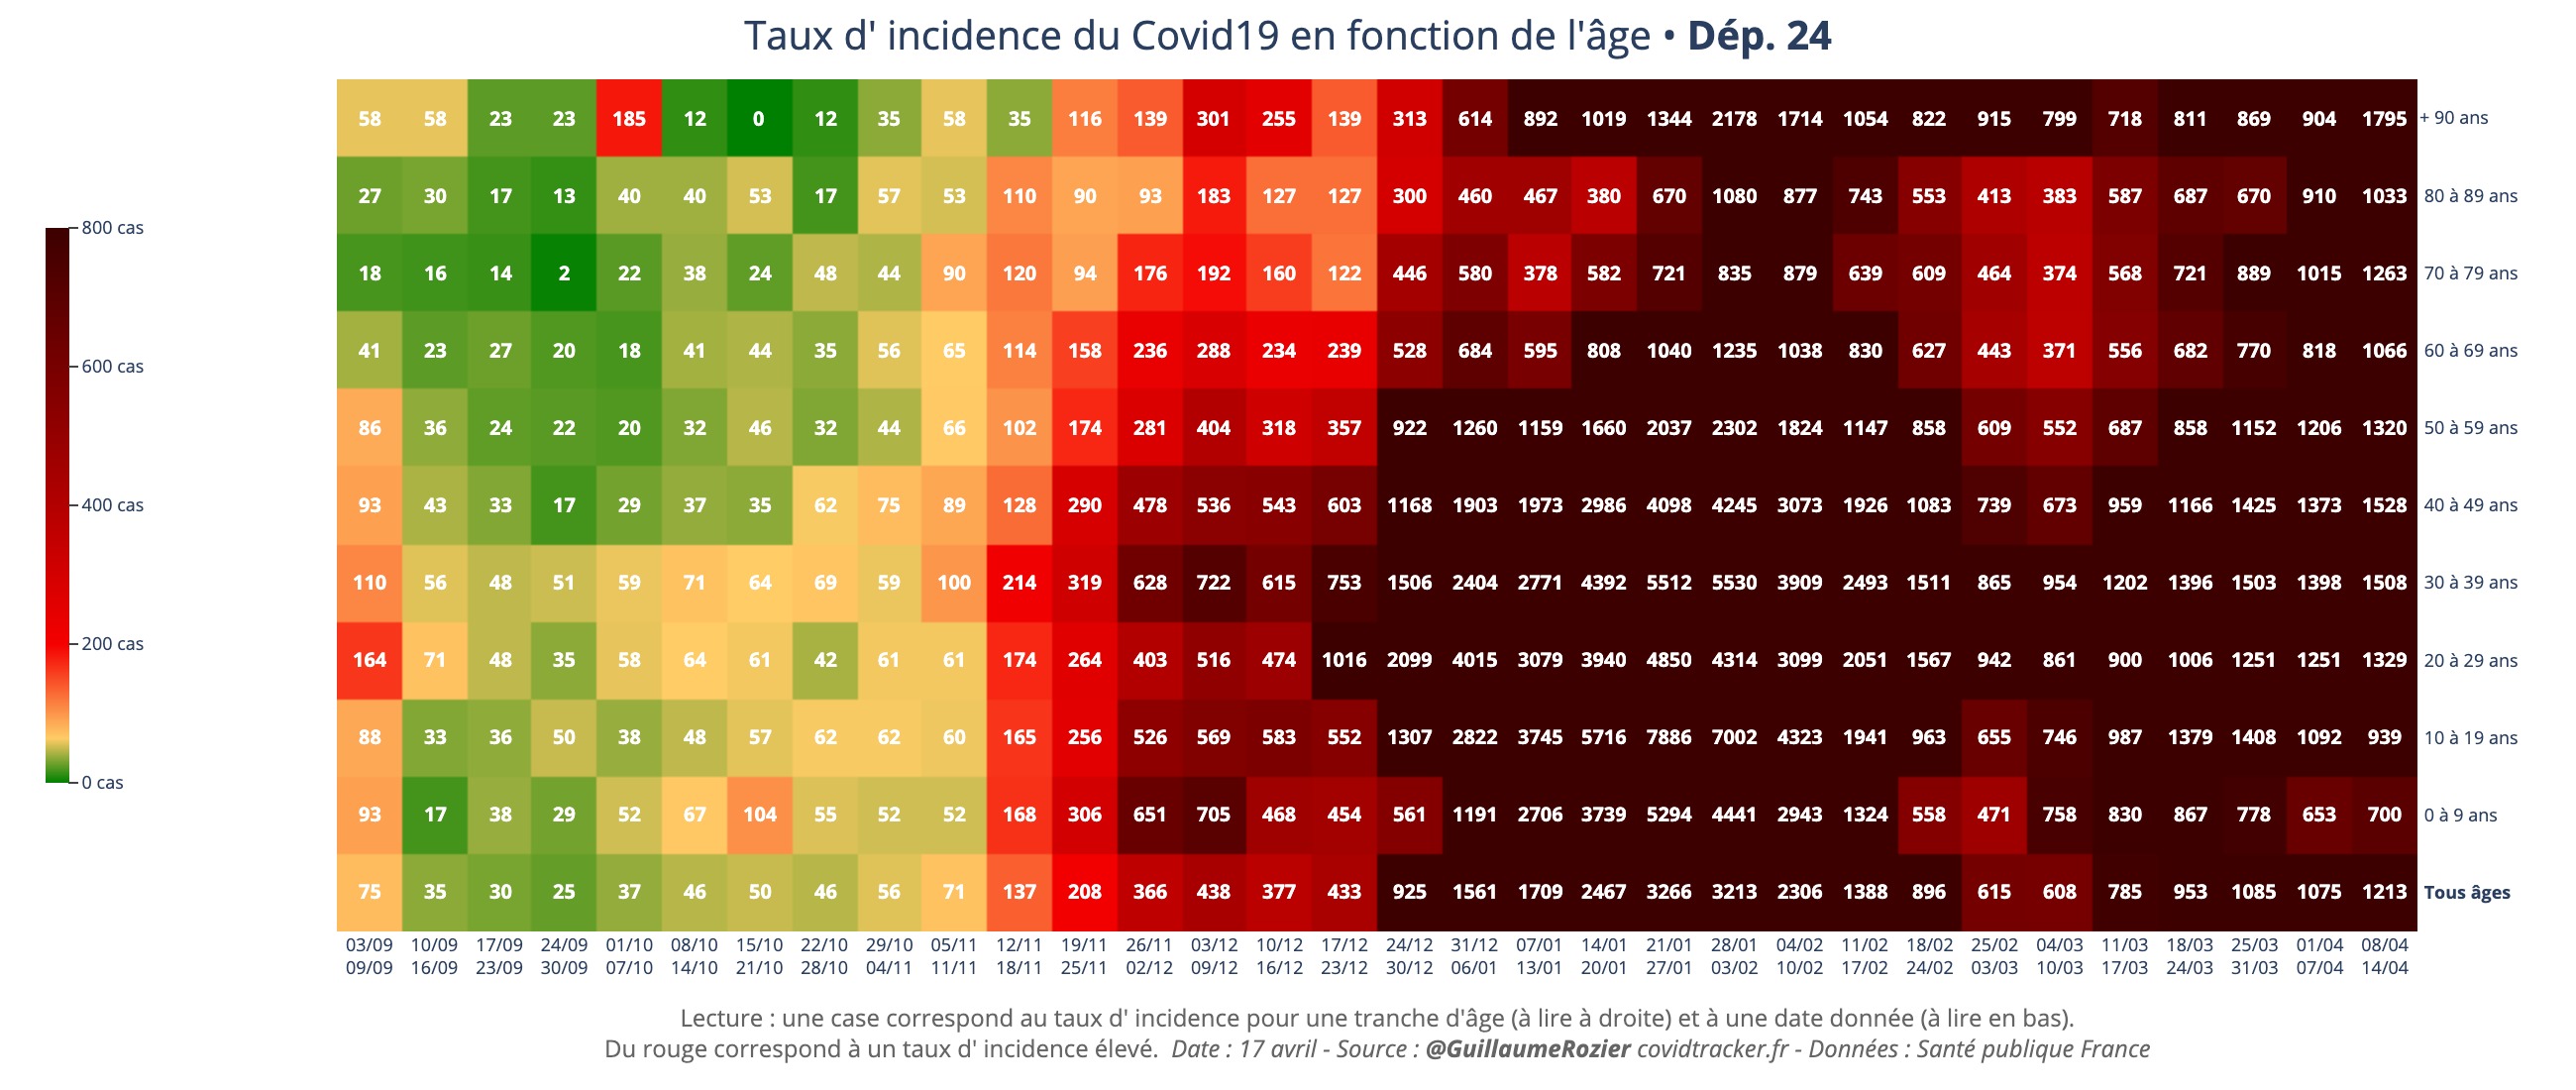 Taux d' incidence du Covid19 en fonction de l'âge • Dép. 24
800 cas
600 cas
400 cas
200 cas
0 cas
58 58 23 23 185 12 0 12 35 58 35 116 139 301 255 139 313 614 892 1019 1344 2178 1714 1054 822 915 799 718 811 869 904 1795 + 90 ans
27 30 17 13 40 40 53 17 57 53 110 90 93 183 127 127 300 460 467 380 670 1080 877 743 553 413 383 587 687 670 910 1033 80 à 89 ans
18 16 14 2 22 38 24 48 44 90 120 94 176 192 160 122 446 580 378 582 721 835 879 639 609 464 374 568 721 889 1015 1263 70 à 79 ans
41 23 27 20 18 41 44 35 56 65 114 158 236 288 234 239 528 684 595 808 1040 1235 1038 830 627 443 371 556 682 770 818 1066 60 à 69 ans
86 36 24 22 20 32 46 32 44 66 102 174 281 404 318 357 922 1260 1159 1660 2037 2302 1824 1147 858 609 552 687 858 1152 1206 1320 50 à 59 ans
93 43 33 17 29 37 35 62 75 89 128 290 478 536 543 603 1168 1903 1973 2986 4098 4245 3073 1926 1083 739 673 959 1166 1425 1373 1528 40 à 49 ans
110 56 48 51 59 71 64 69 59 100 214 319 628 722 615 753 1506 2404 2771 4392 5512 5530 3909 2493 1511 865 954 1202 1396 1503 1398 1508 30 à 39 ans
164 71 48 35 58 64 61 42 61 61 174 264 403 516 474 1016 2099 4015 3079 3940 4850 4314 3099 2051 1567 942 861 900 1006 1251 1251 1329 20 à 29 ans
88 33 36 50 38 48 57 62 62 60 165 256 526 569 583 552 1307 2822 3745 5716 7886 7002 4323 1941 963 655 746 987 1379 1408 1092 939 10 à 19 ans
93 17 38 29 52 67 104 55 52 52 168 306 651 705 468 454 561 1191 2706 3739 5294 4441 2943 1324 558 471 758 830 867 778 653 700 0 à 9 ans
75 35 30 25 37 46 50 46 56 71 137 208 366 438 377 433 925 1561 1709 2467 3266 3213 2306 1388 896 615 608 785 953 1085 1075 1213 Tous âges
03/09 10/09 17/09 24/09 01/10 08/10 15/10 22/10 29/10 05/11 12/11 19/11 26/11 03/12 10/12 17/12 24/12 31/12 07/01 14/01 21/01 28/01 04/02 11/02 18/02 25/02 04/03 11/03 18/03 25/03 01/04 08/04
09/09 16/09 23/09 30/09 07/10 14/10 21/10 28/10 04/11 11/11 18/11 25/11 02/12 09/12 16/12 23/12 30/12 06/01 13/01 20/01 27/01 03/02 10/02 17/02 24/02 03/03 10/03 17/03 24/03 31/03 07/04 14/04
Lecture : une case correspond au taux d' incidence pour une tranche d'âge (à lire à droite) et à une date donnée (à lire en bas).
Du rouge correspond à un taux d' incidence élevé. Date : 17 avril - Source : @GuillaumeRozier covidtracker.fr - Données : Santé publique France